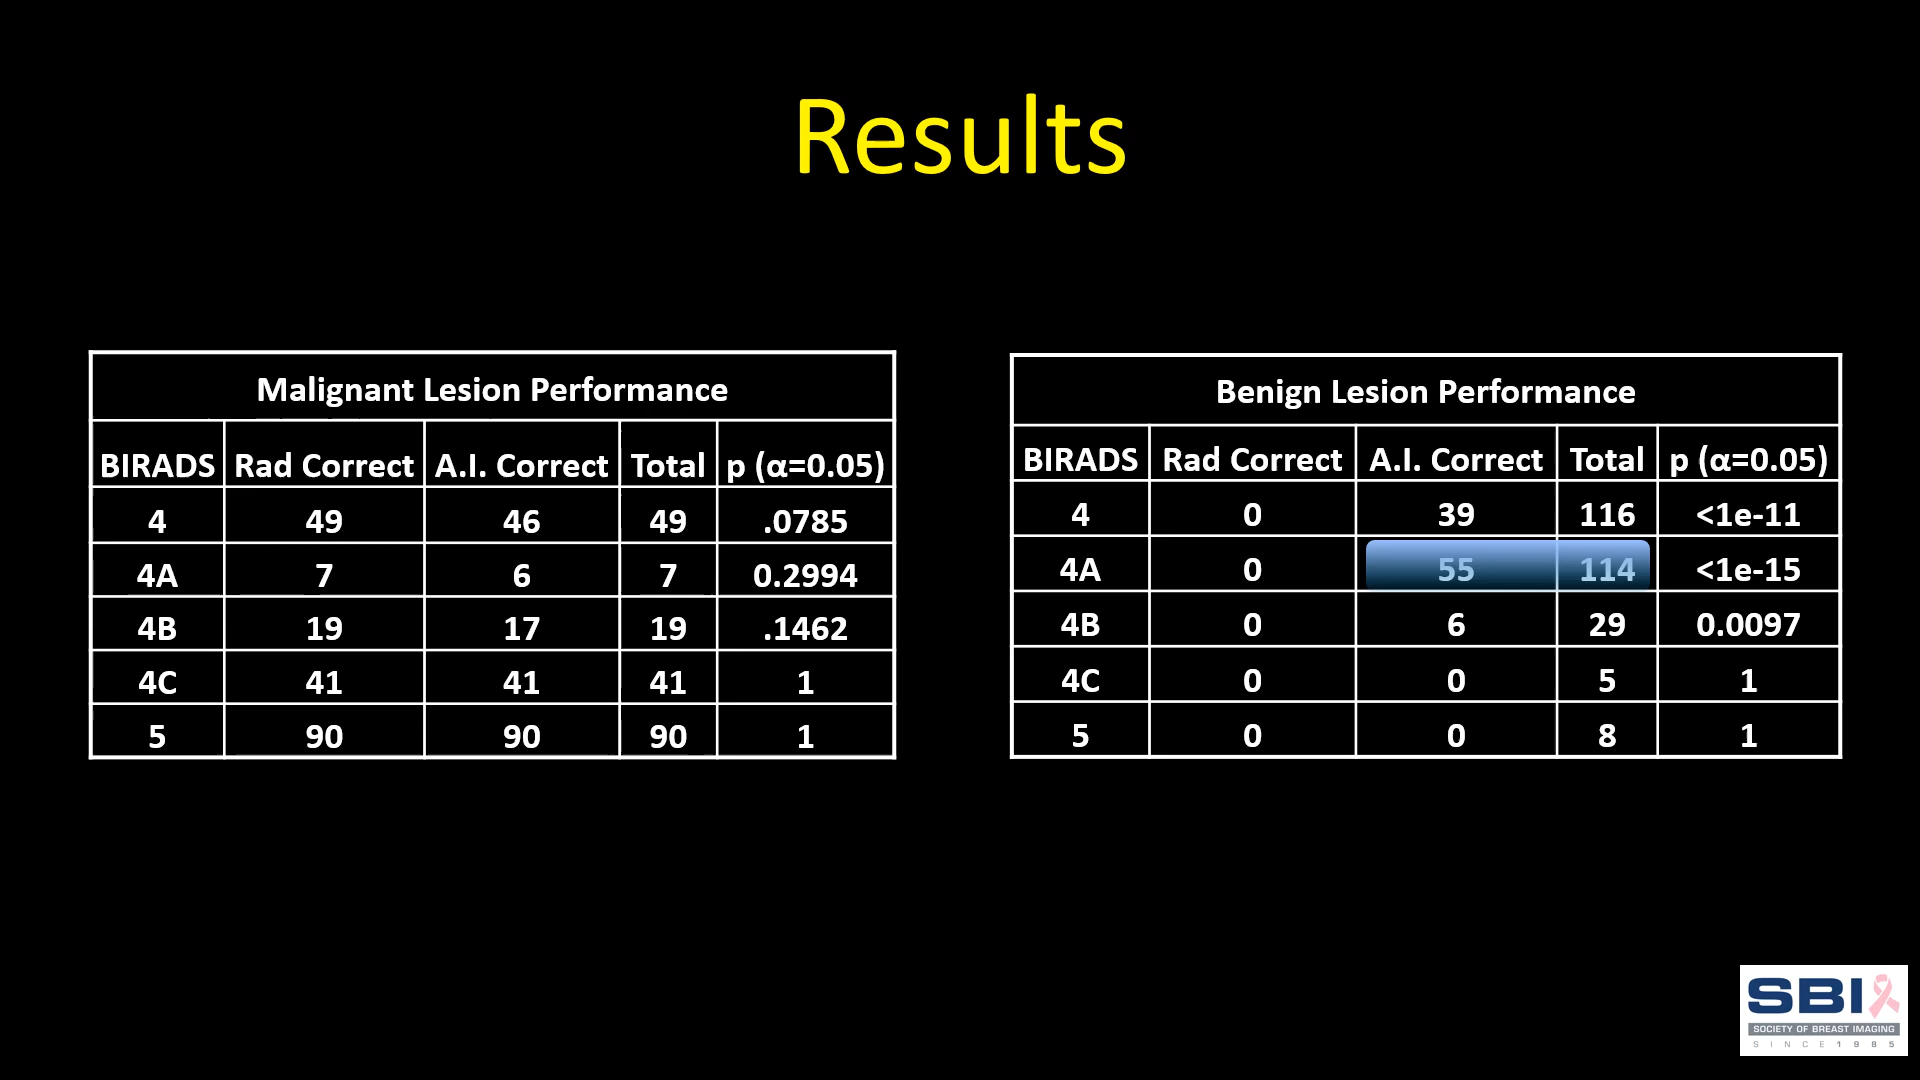 Results
Malignant Lesion Performance
BIRADS Rad Correct A.I. Correct Total p (α=0.05)
4 49 46 49 .0785
4A 7 6 7 0.2994
4B 19 17 19 .1462
4C 41 41 41 1
5 90 90 90 1
Benign Lesion Performance
BIRADS Rad Correct A.I. Correct Total p (α=0.05)
4 0 39 116 <1e-11
4A 0 55 114 <1e-15
4B 0 6 29 0.0097
4C 0 0 5 1
5 0 0 8 1
SBI
SOCIETY OF BREAST IMAGING
SINCE 1985